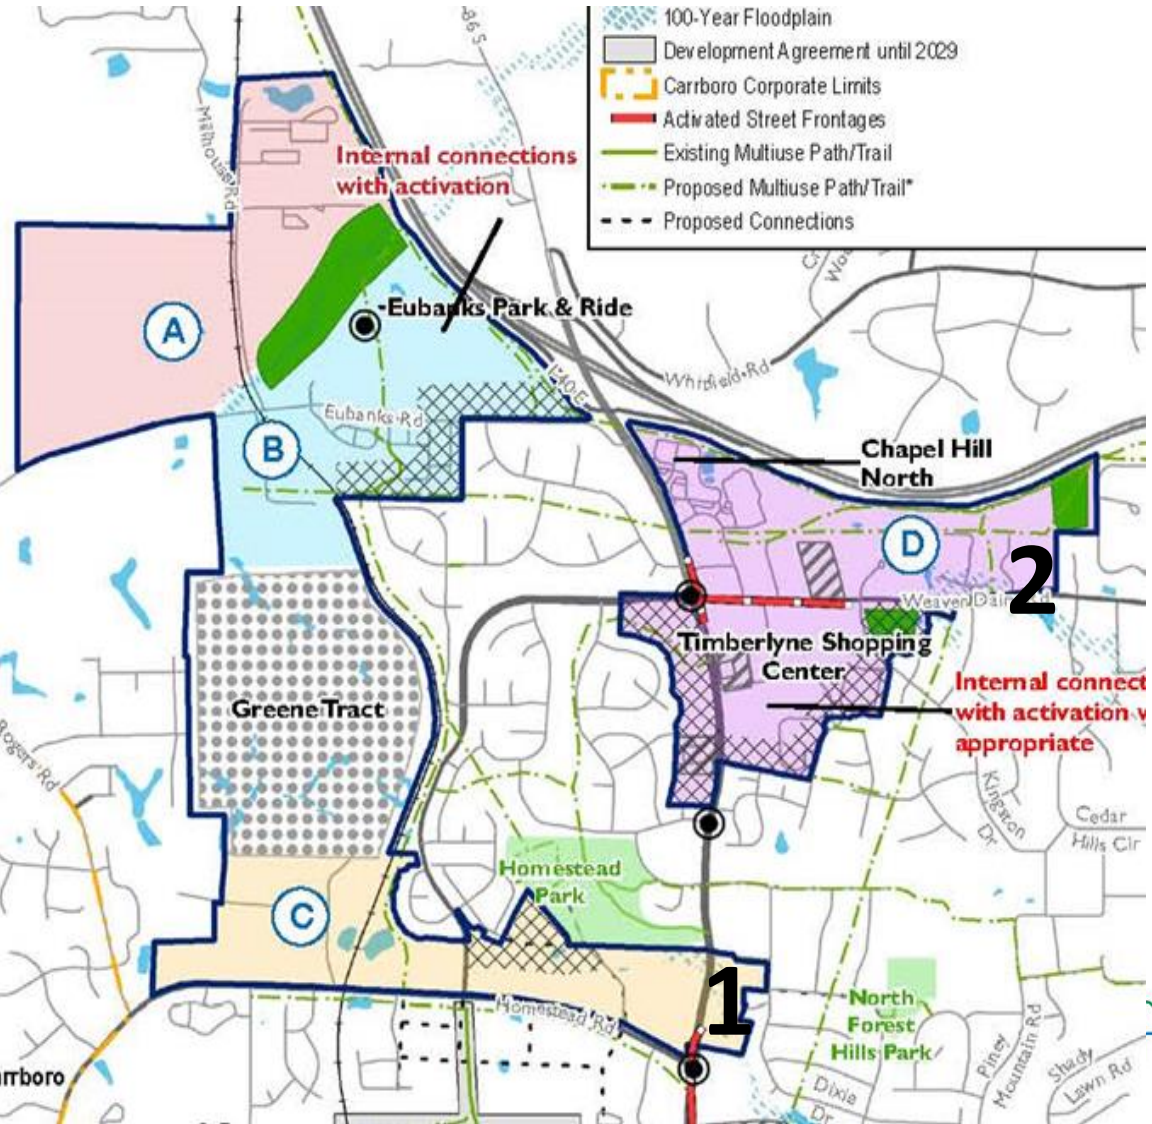 86 S
100-Year Floodplain
Development Agreement until 2029
Carrboro Corporate Limits
Activated Street Frontages
Existing Multiuse Path/Trail
Proposed Multiuse Path/Trail*
Proposed Connections
Millhouse Rd
Internal connections
with activation
Eubanks Park & Ride
A
I-40 E
Whitfield Rd
Eubanks Rd
B
Chapel Hill
North
D
2
Weaver Dair
Timberlyne Shopping
Center
Internal connect
with activation
appropriate
Greene Tract
Rogers Rd
Kingston
Dr
Cedar
Hills Cir
Homestead
Park
C
1
Homestead Rd
North
Forest
Hills Park
Piney
Mountain Rd
Shady
Lawn Rd
Dixie
Dr
rrboro